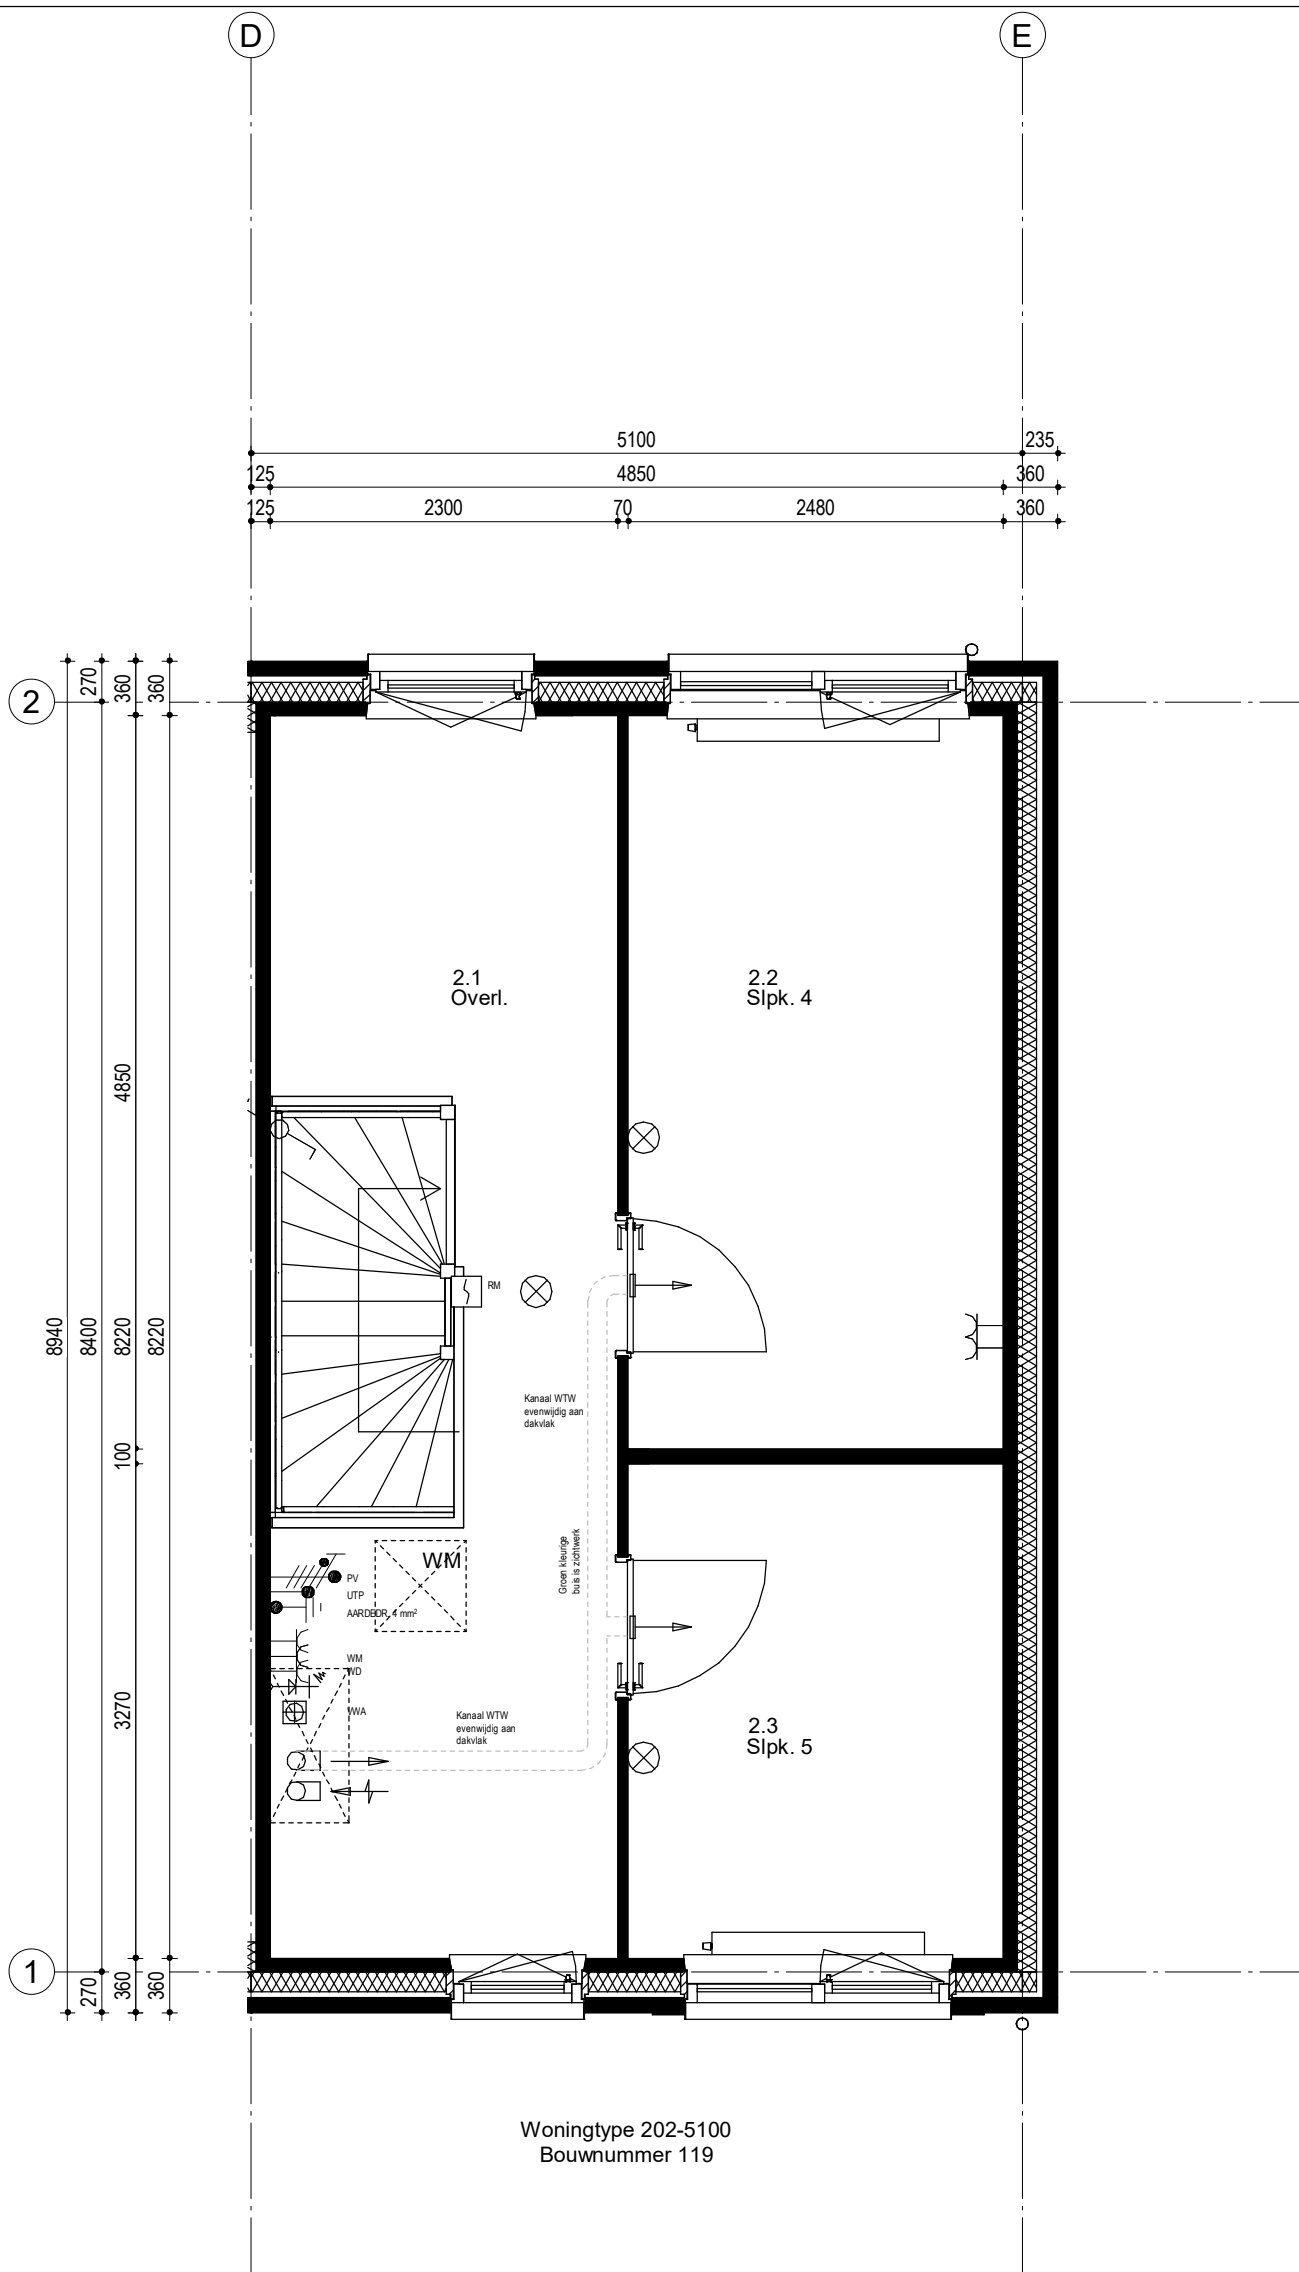 D
E
5100
235
125
4850
360
125
2300
70
2480
360
2
270
360
360
2.1
Overl.
2.2
Slpk. 4
4850
RM
8940
8400
8220
8220
Kanaal WTW
evenwijdig aan
dakvlak
100
Groen kleurige
buis is zichtwerk
WM
PV
UTP
AARDBDR. 4 mm²
WM
WD
WWA
3270
Kanaal WTW
evenwijdig aan
dakvlak
2.3
Slpk. 5
1
270
360
360
Woningtype 202-5100
Bouwnummer 119